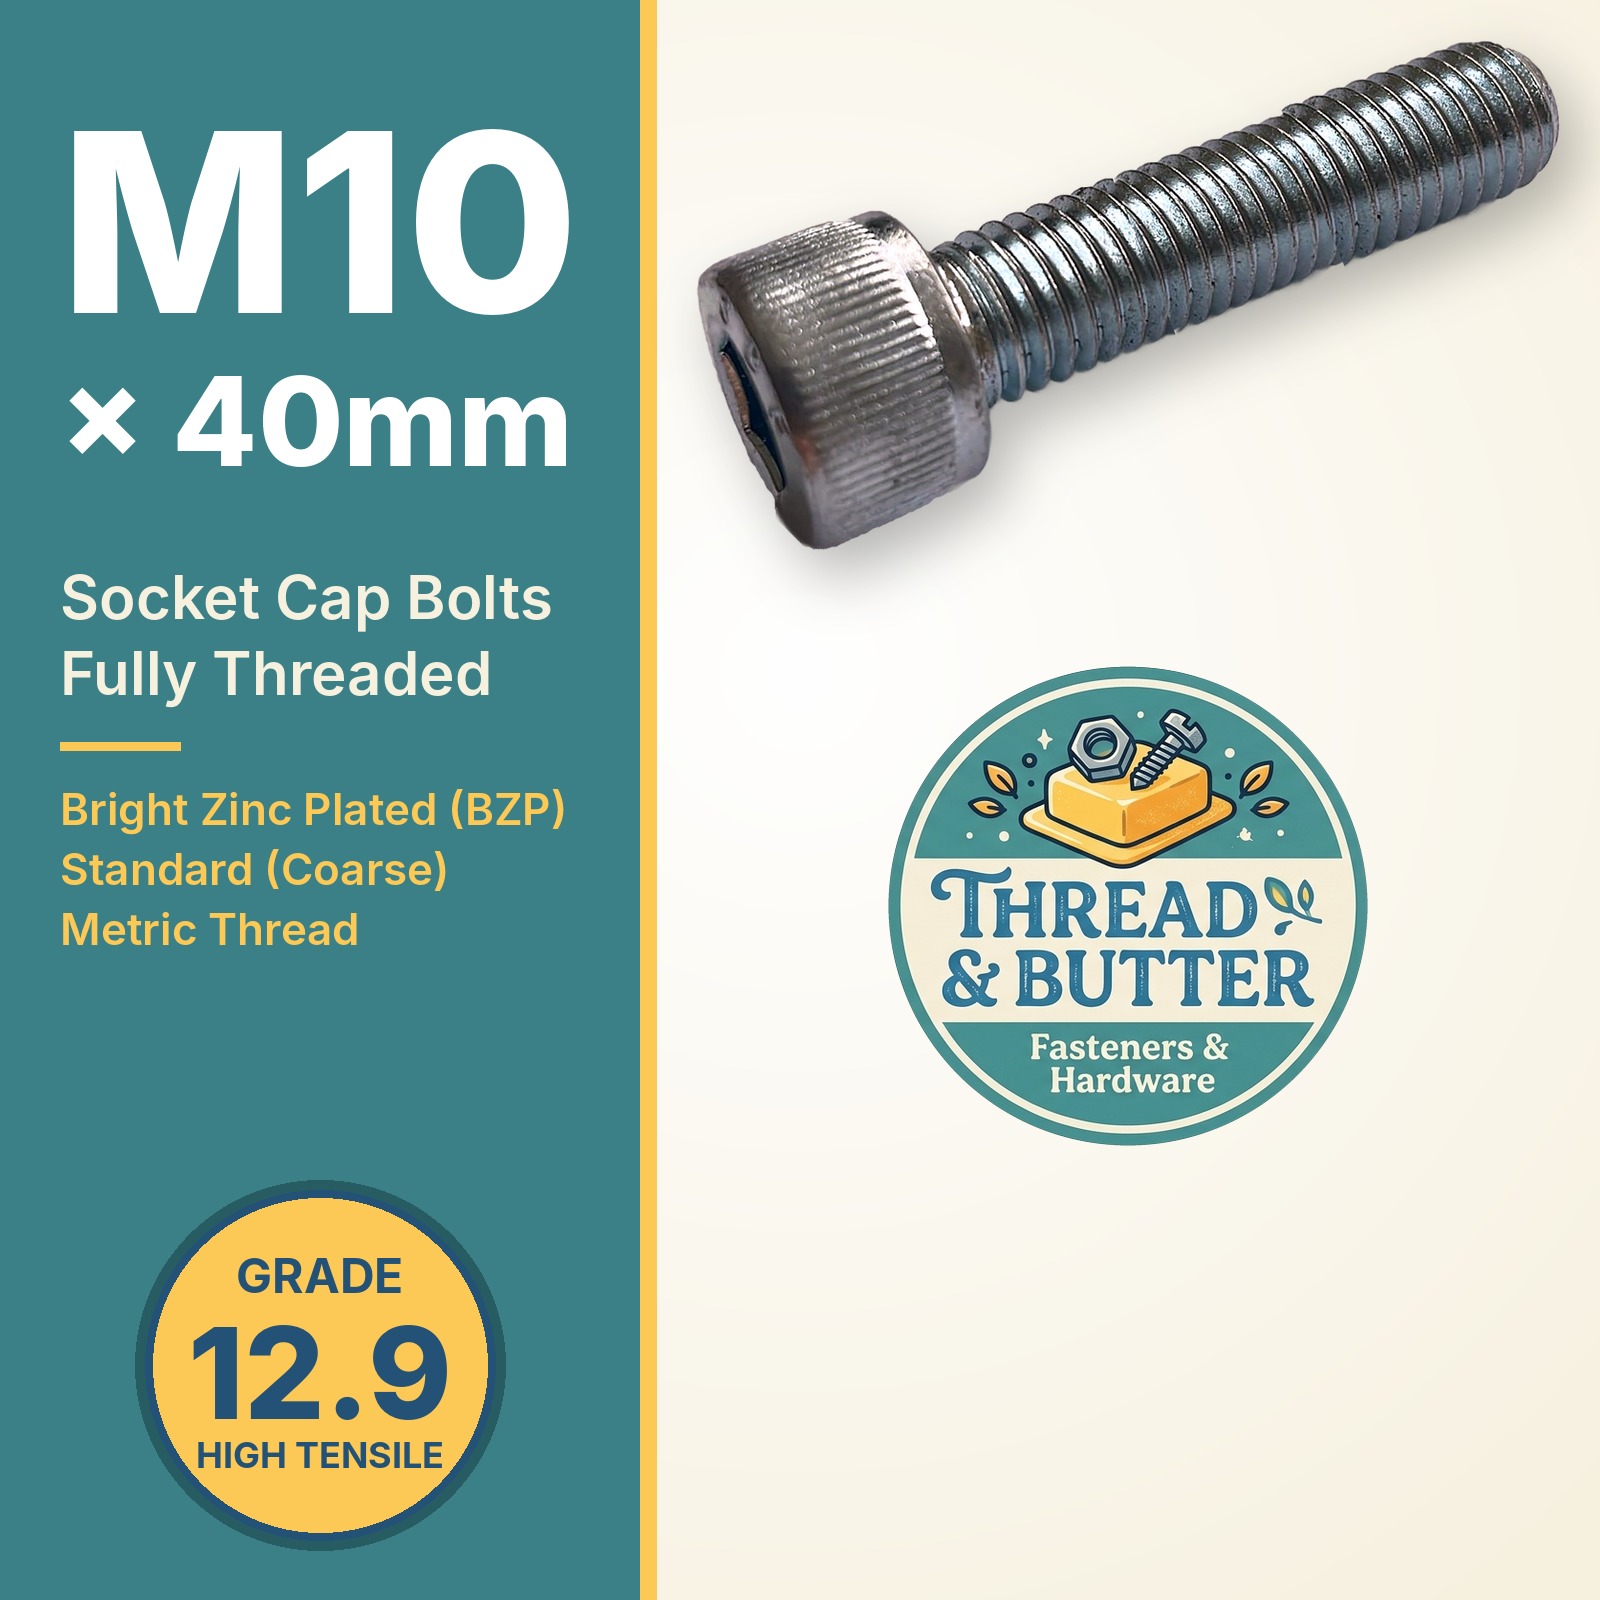 M10
× 40mm
Socket Cap Bolts
Fully Threaded
Bright Zinc Plated (BZP)
Standard (Coarse)
Metric Thread
GRADE
12.9
HIGH TENSILE
THREAD
& BUTTER
Fasteners &
Hardware